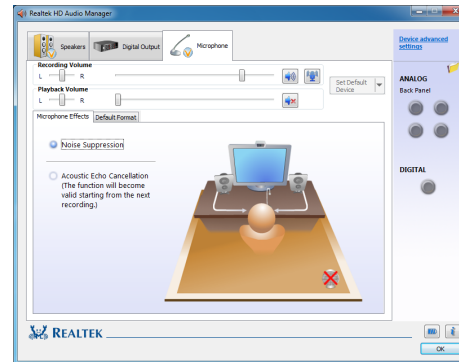 Realtek HD Audio Manager
Speakers
Digital Output
Microphone
Device advanced
settings
Recording Volume
L
R
Set Default
Device
Playback Volume
L
R
ANALOG
Back Panel
Microphone Effects
Default Format
Noise Suppression
Acoustic Echo Cancellation
(The function will become
valid starting from the next
recording.)
DIGITAL
REALTEK
OK